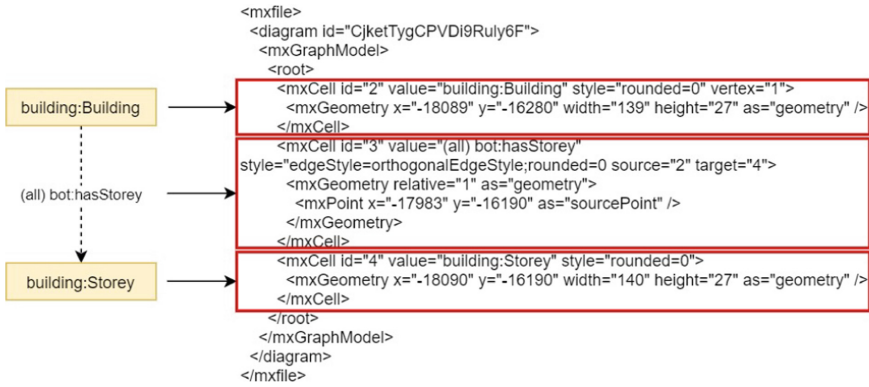 <mxfile>
<diagram id="CjketTygCPVDi9Ruly6F">
<mxGraphModel>
<root>
<mxCell id="2" value="building:Building" style="rounded=0" vertex="1">
<mxGeometry x="-18089" y="-16280" width="139" height="27" as="geometry" />
</mxCell>
building:Building
<mxCell id="3" value="(all) bot:hasStorey"
style="edgeStyle=orthogonalEdgeStyle;rounded=0 source="2" target="4">
<mxGeometry relative="1" as="geometry">
<mxPoint x="-17983" y="-16190" as="sourcePoint" />
</mxGeometry>
</mxCell>
(all) bot:hasStorey
<mxCell id="4" value="building:Storey" style="rounded=0">
<mxGeometry x="-18090" y="-16190" width="140" height="27" as="geometry" />
</mxCell>
building:Storey
</root>
</mxGraphModel>
</diagram>
</mxfile>